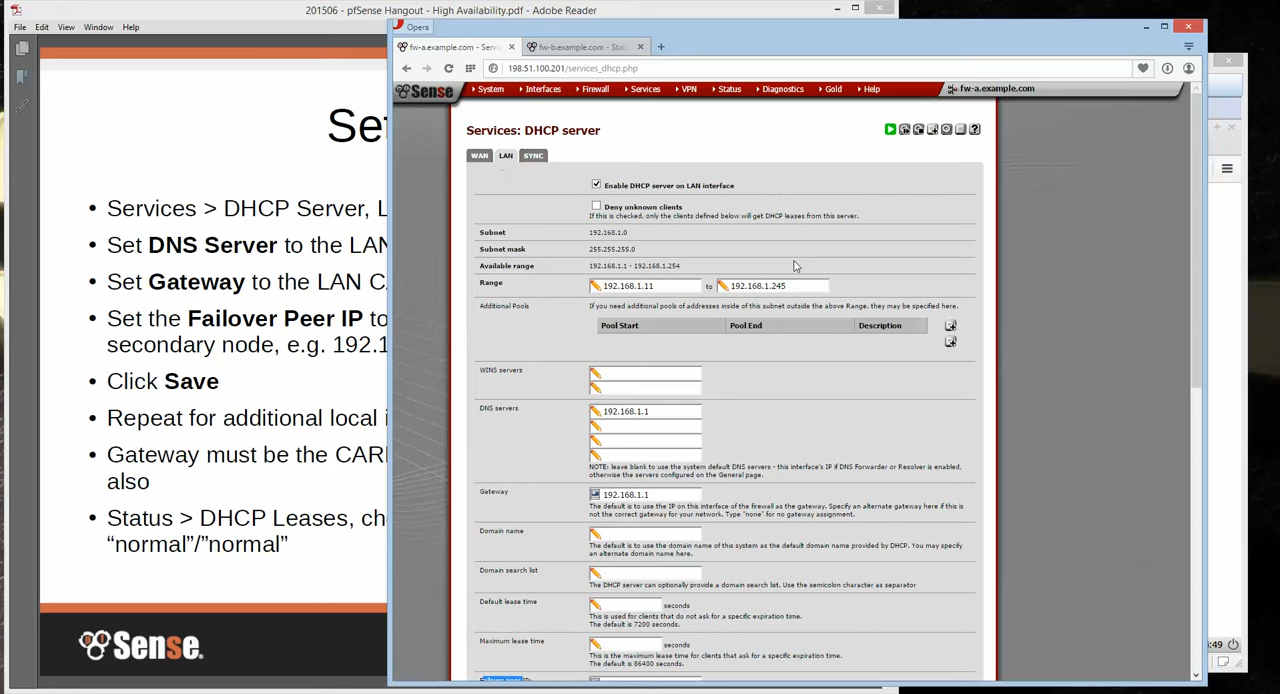 201506 - pfSense Hangout - High Availability.pdf - Adobe Reader
File Edit View Window Help
Set
• Services > DHCP Server, L
• Set DNS Server to the LAN
• Set Gateway to the LAN C
• Set the Failover Peer IP to
secondary node, e.g. 192.1
• Click Save
• Repeat for additional local i
• Gateway must be the CAR
also
• Status > DHCP Leases, ch
“normal”/”normal”
Sense
Opera
fw-a.example.com - Servic
fw-b.example.com - Stat
198.51.100.201/services_dhcp.php
Sense
System Interfaces Firewall Services VPN Status Diagnostics Gold Help
fw-a.example.com
Services: DHCP server
WAN LAN SYNC
Enable DHCP server on LAN interface
Deny unknown clients
If this is checked, only the clients defined below will get DHCP leases from this server.
Subnet 192.168.1.0
Subnet mask 255.255.255.0
Available range 192.168.1.1 - 192.168.1.254
Range 192.168.1.11 to 192.168.1.245
Additional Pools If you need additional pools of addresses inside of this subnet outside the above Range, they may be specified here.
Pool Start Pool End Description
WINS servers
DNS servers 192.168.1.1
NOTE: leave blank to use the system default DNS servers - this interface's IP if DNS Forwarder or Resolver is enabled,
otherwise the servers configured on the General page.
Gateway 192.168.1.1
The default is to use the IP on this interface of the firewall as the gateway. Specify an alternate gateway here if this is
not the correct gateway for your network. Type "none" for no gateway assignment.
Domain name
The default is to use the domain name of this system as the default domain name provided by DHCP. You may specify
an alternate domain name here.
Domain search list
The DHCP server can optionally provide a domain search list. Use the semicolon character as separator
Default lease time seconds
This is used for clients that do not ask for a specific expiration time.
The default is 7200 seconds.
Maximum lease time seconds
This is the maximum lease time for clients that ask for a specific expiration time.
The default is 86400 seconds.
:49